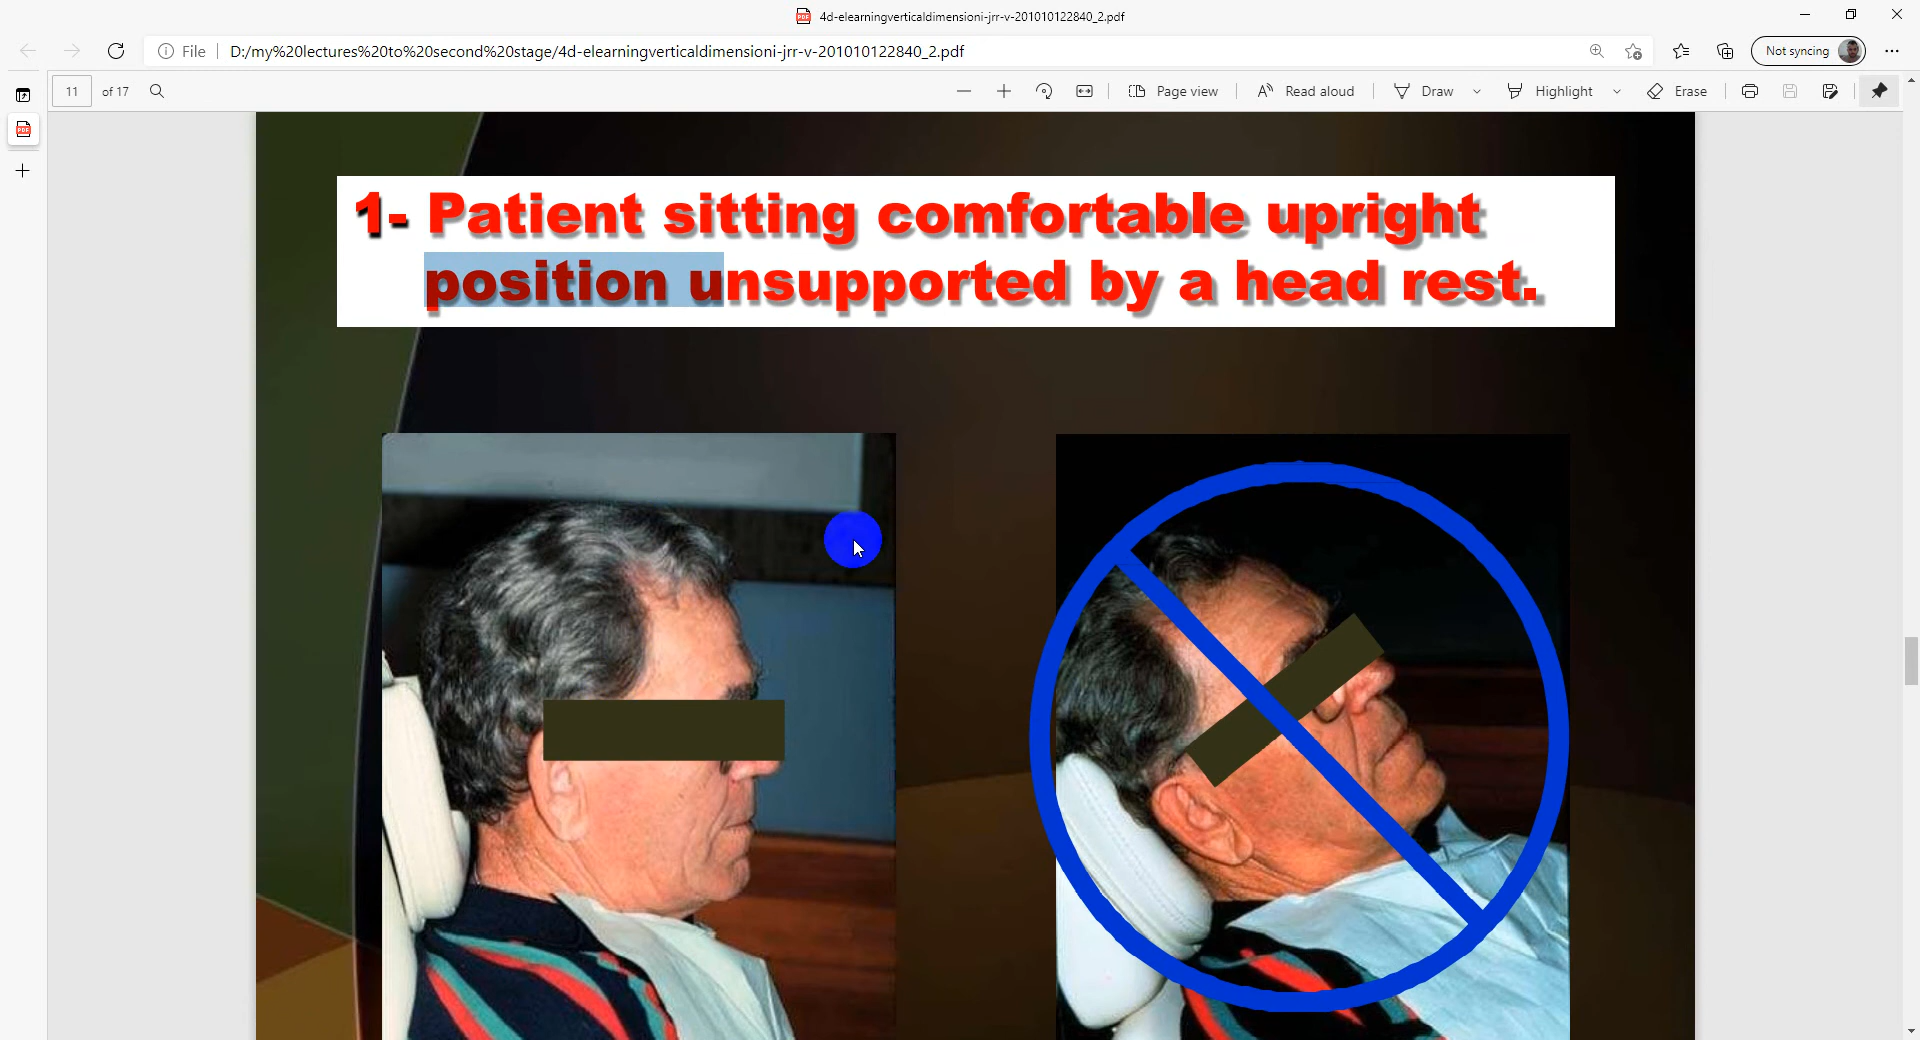 4d-elearningverticaldimensioni-jrr-v-201010122840_2.pdf
File D:/my%20lectures%20to%20second%20stage/4d-elearningverticaldimensioni-jrr-v-201010122840_2.pdf
Not syncing
11 of 17
Page view
Read aloud
Draw
Highlight
Erase
1- Patient sitting comfortable upright
position unsupported by a head rest.